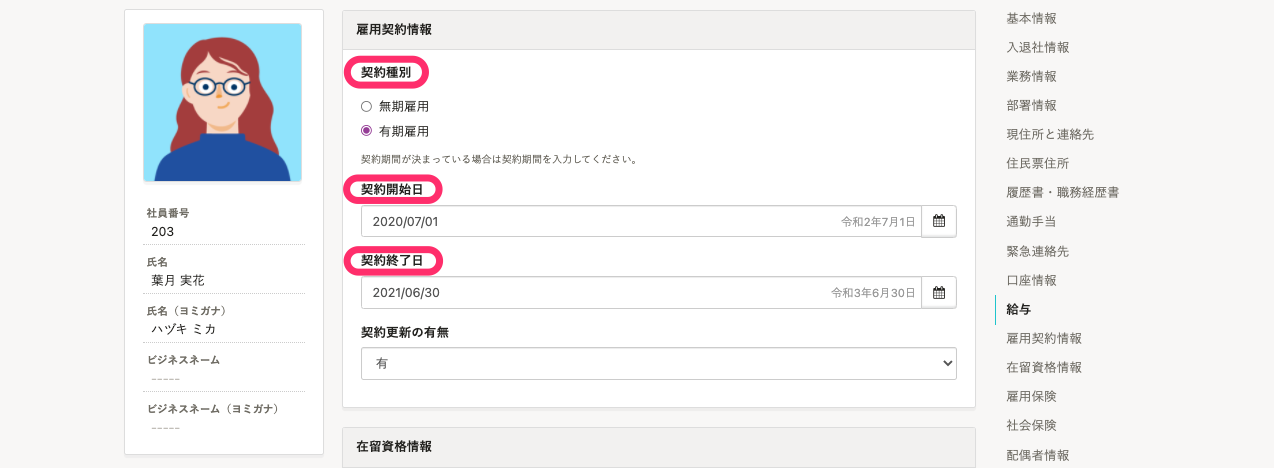 社員番号
203
氏名
葉月 実花
氏名（ヨミガナ）
ハヅキ ミカ
ビジネスネーム
-----
ビジネスネーム（ヨミガナ）
-----
雇用契約情報
契約種別
無期雇用
有期雇用
契約期間が決まっている場合は契約期間を入力してください。
契約開始日
2020/07/01 令和2年7月1日
契約終了日
2021/06/30 令和3年6月30日
契約更新の有無
有
在留資格情報
基本情報
入退社情報
業務情報
部署情報
現住所と連絡先
住民票住所
履歴書・職務経歴書
通勤手当
緊急連絡先
口座情報
給与
雇用契約情報
在留資格情報
雇用保険
社会保険
配偶者情報